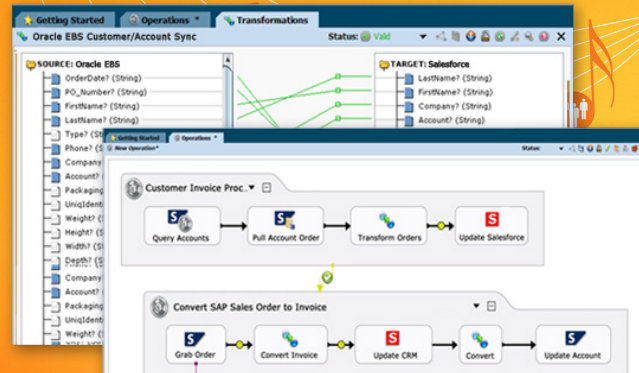 Getting Started
Operations *
Transformations
Oracle EBS Customer/Account Sync
Status: Valid
SOURCE: Oracle EBS
OrderDate? (String)
PO_Number? (String)
FirstName? (String)
LastName? (String)
Type? (St
Phone? (S
Company
Account?
Packaging
UniqIdent
Weight? (
Height? (
Width? (S
Depth? (S
Company
Account?
Packaging
UniqIdent
Weight? (
TARGET: Salesforce
LastName? (String)
FirstName? (String)
Company? (String)
Account? (String)
Getting Started
Operations *
New Operation*
Status:
Customer Invoice Proc.
S
Query Accounts
S
Pull Account Order
Transform Orders
S
Update Salesforce
Convert SAP Sales Order to Invoice
S
Grab Order
Convert Invoice
S
Update CRM
Convert
S
Update Account